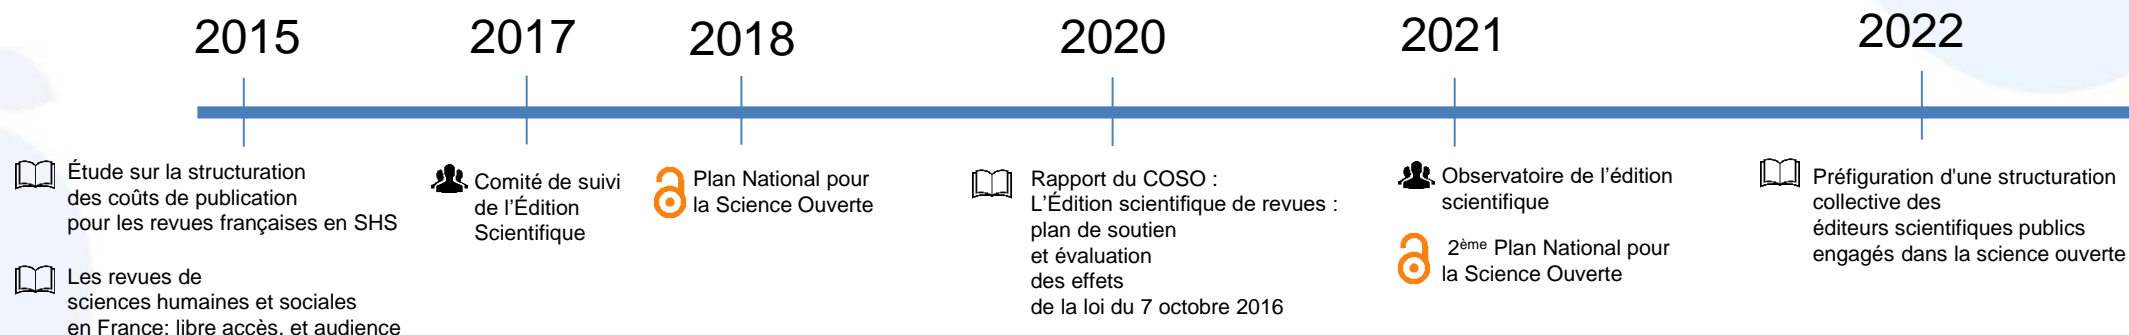 2015
2017
2018
2020
2021
2022
Étude sur la structuration
des coûts de publication
pour les revues françaises en SHS
Les revues de
sciences humaines et sociales
en France: libre accès, et audience
Comité de suivi
de l'Édition
Scientifique
Plan National pour
la Science Ouverte
Rapport du COSO :
L'Édition scientifique de revues :
plan de soutien
et évaluation
des effets
de la loi du 7 octobre 2016
Observatoire de l'édition
scientifique
2ème Plan National pour
la Science Ouverte
Préfiguration d'une structuration
collective des
éditeurs scientifiques publics
engagés dans la science ouverte